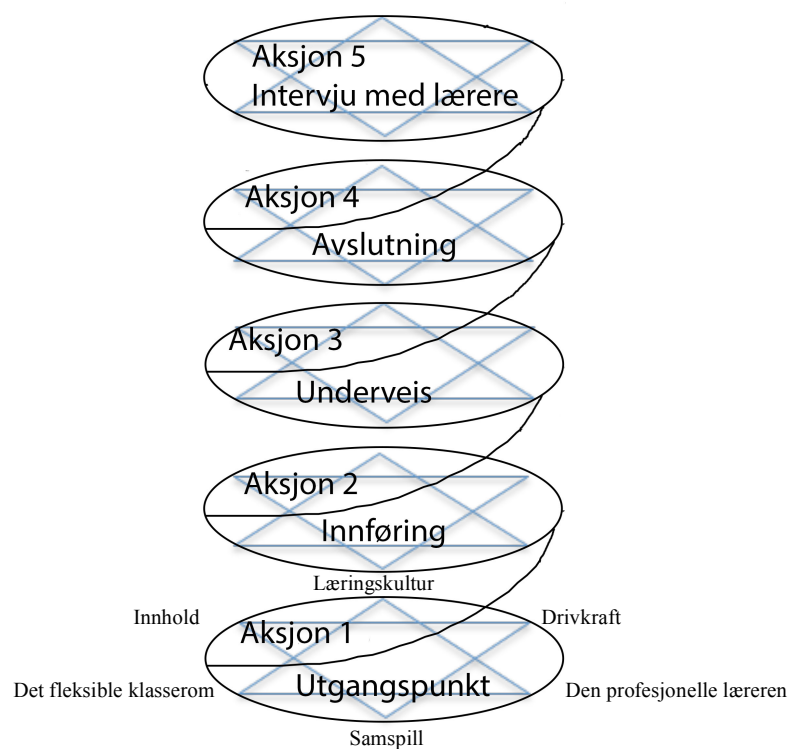 Aksjon 5
Intervju med lærere
Aksjon 4
Avslutning
Aksjon 3
Underveis
Aksjon 2
Innføring
Læringskultur
Innhold
Drivkraft
Aksjon 1
Det fleksible klasserom
Utgangspunkt
Den profesjonelle læreren
Samspill